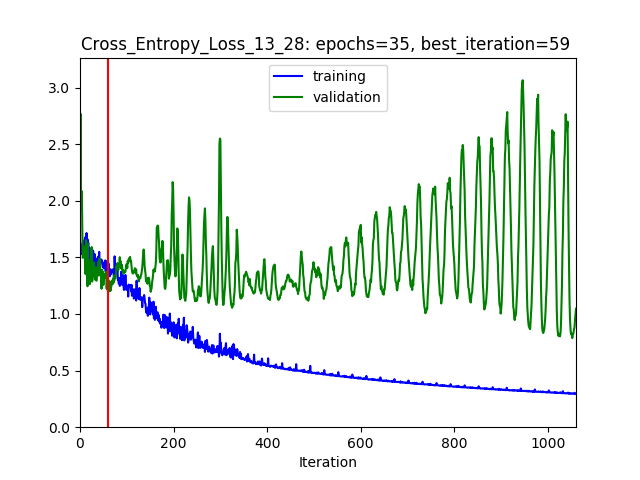 Cross_Entropy_Loss_13_28: epochs=35, best_iteration=59
training
validation
3.0
2.5
2.0
1.5
1.0
0.5
0.0
0 200 400 600 800 1000
Iteration